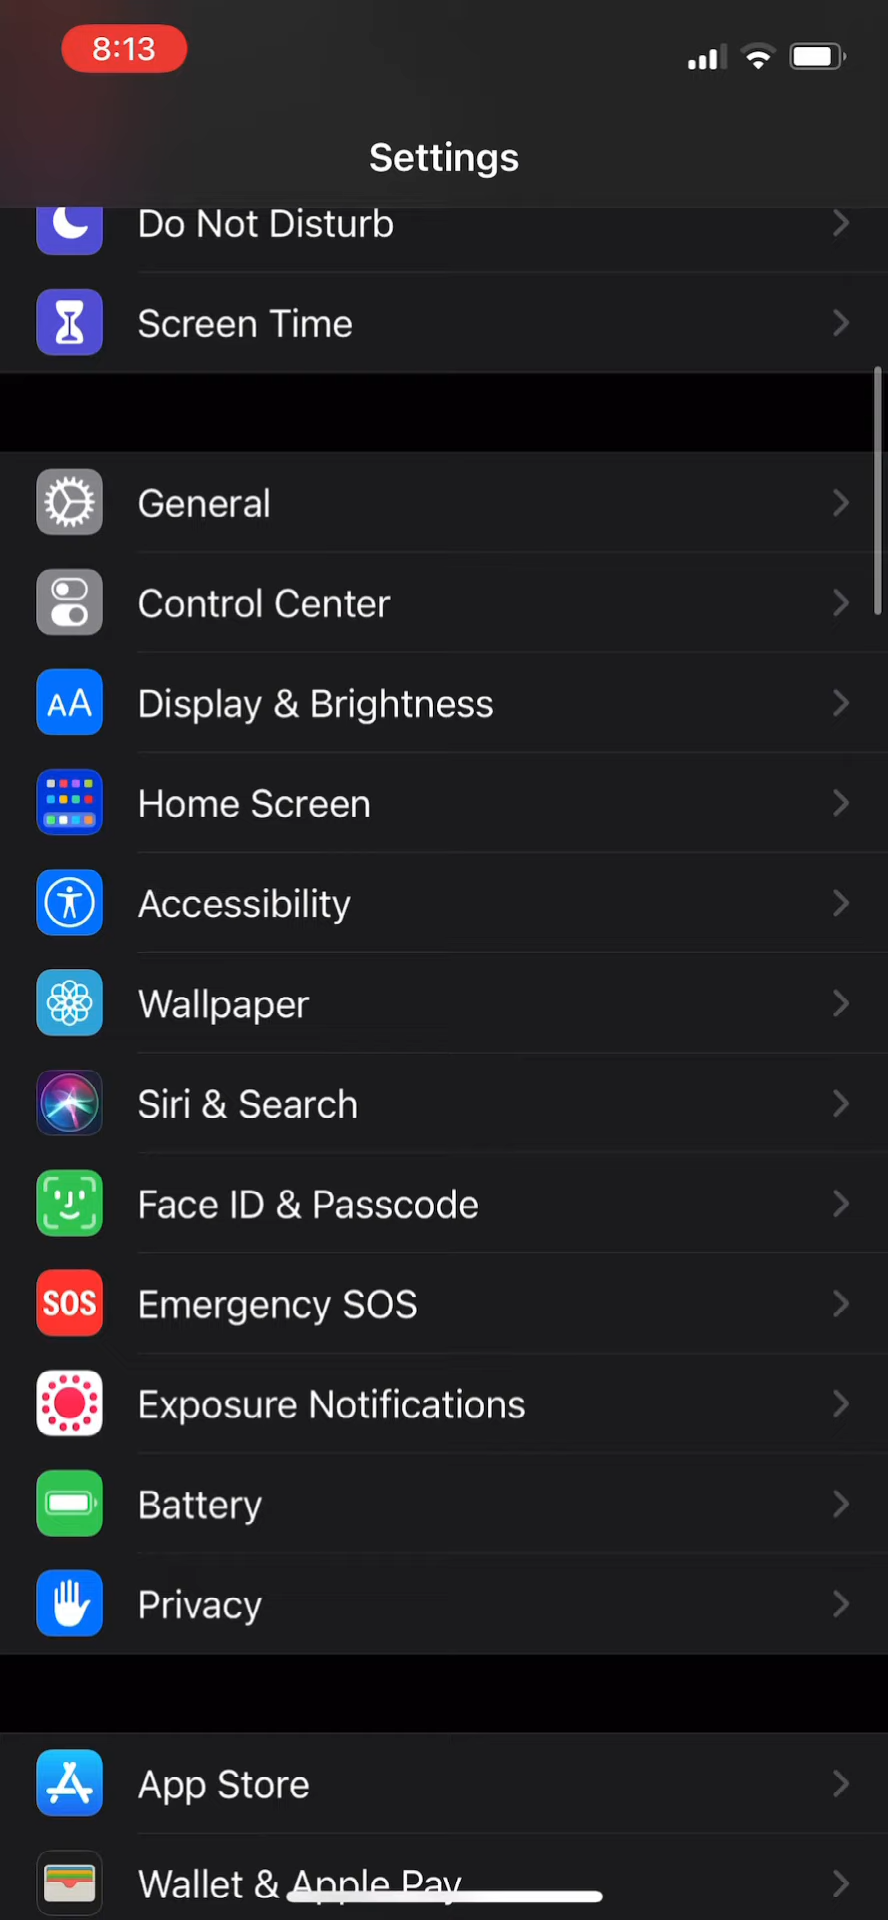 8:13
Settings
Do Not Disturb
Screen Time
General
Control Center
AA Display & Brightness
Home Screen
Accessibility
Wallpaper
Siri & Search
Face ID & Passcode
SOS Emergency SOS
Exposure Notifications
Battery
Privacy
App Store
Wallet & Apple Pay